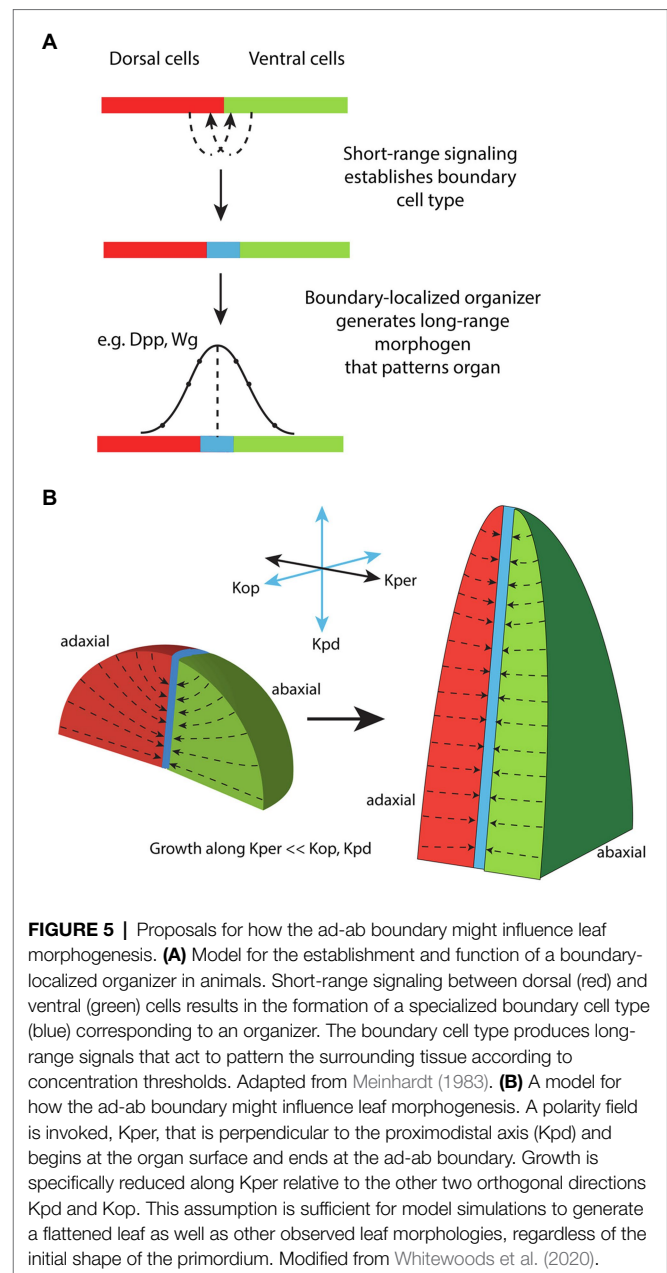 A
Dorsal cells
Ventral cells
Short-range signaling
establishes boundary
cell type
Boundary-localized organizer
generates long-range
morphogen
that patterns organ
e.g. Dpp, Wg
B
Kop
Kper
Kpd
adaxial
abaxial
adaxial
abaxial
Growth along Kper << Kop, Kpd
FIGURE 5 | Proposals for how the ad-ab boundary might influence leaf
morphogenesis. (A) Model for the establishment and function of a boundary-
localized organizer in animals. Short-range signaling between dorsal (red) and
ventral (green) cells results in the formation of a specialized boundary cell type
(blue) corresponding to an organizer. The boundary cell type produces long-
range signals that act to pattern the surrounding tissue according to
concentration thresholds. Adapted from Meinhardt (1983). (B) A model for
how the ad-ab boundary might influence leaf morphogenesis. A polarity field
is invoked, Kper, that is perpendicular to the proximodistal axis (Kpd) and
begins at the organ surface and ends at the ad-ab boundary. Growth is
specifically reduced along Kper relative to the other two orthogonal directions
Kpd and Kop. This assumption is sufficient for model simulations to generate
a flattened leaf as well as other observed leaf morphologies, regardless of the
initial shape of the primordium. Modified from Whitewoods et al. (2020).